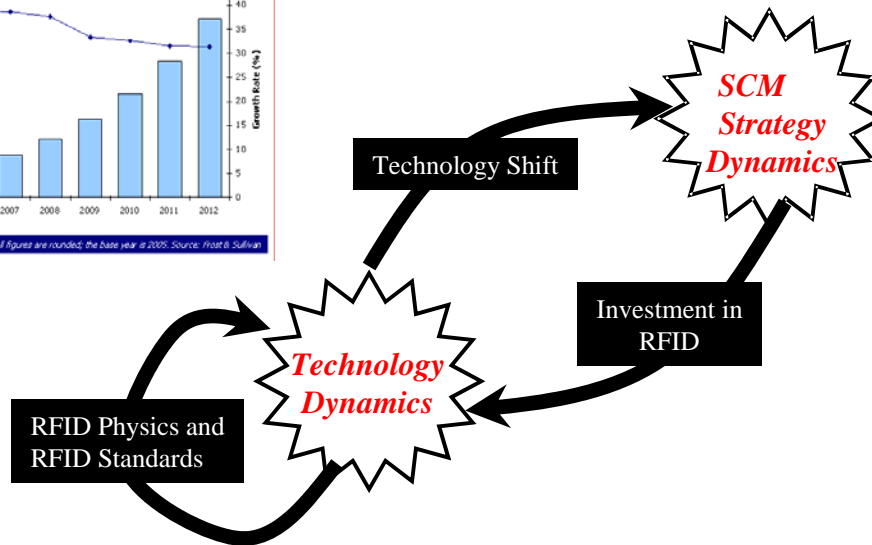 40
35
30
25
20
15
10
5
0
Growth Rate (%)
2007 2008 2009 2010 2011 2012
figures are rounded; the base year is 2005. Source: Frost & Sullivan
SCM
Strategy
Dynamics
Technology Shift
Investment in
RFID
Technology
Dynamics
RFID Physics and
RFID Standards